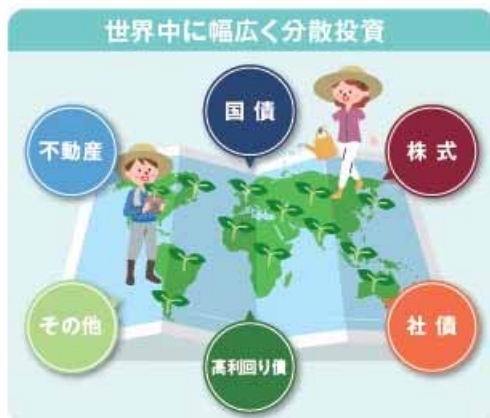 世界中に幅広く分散投資
国債
不動産
株式
その他
社債
高利回り債